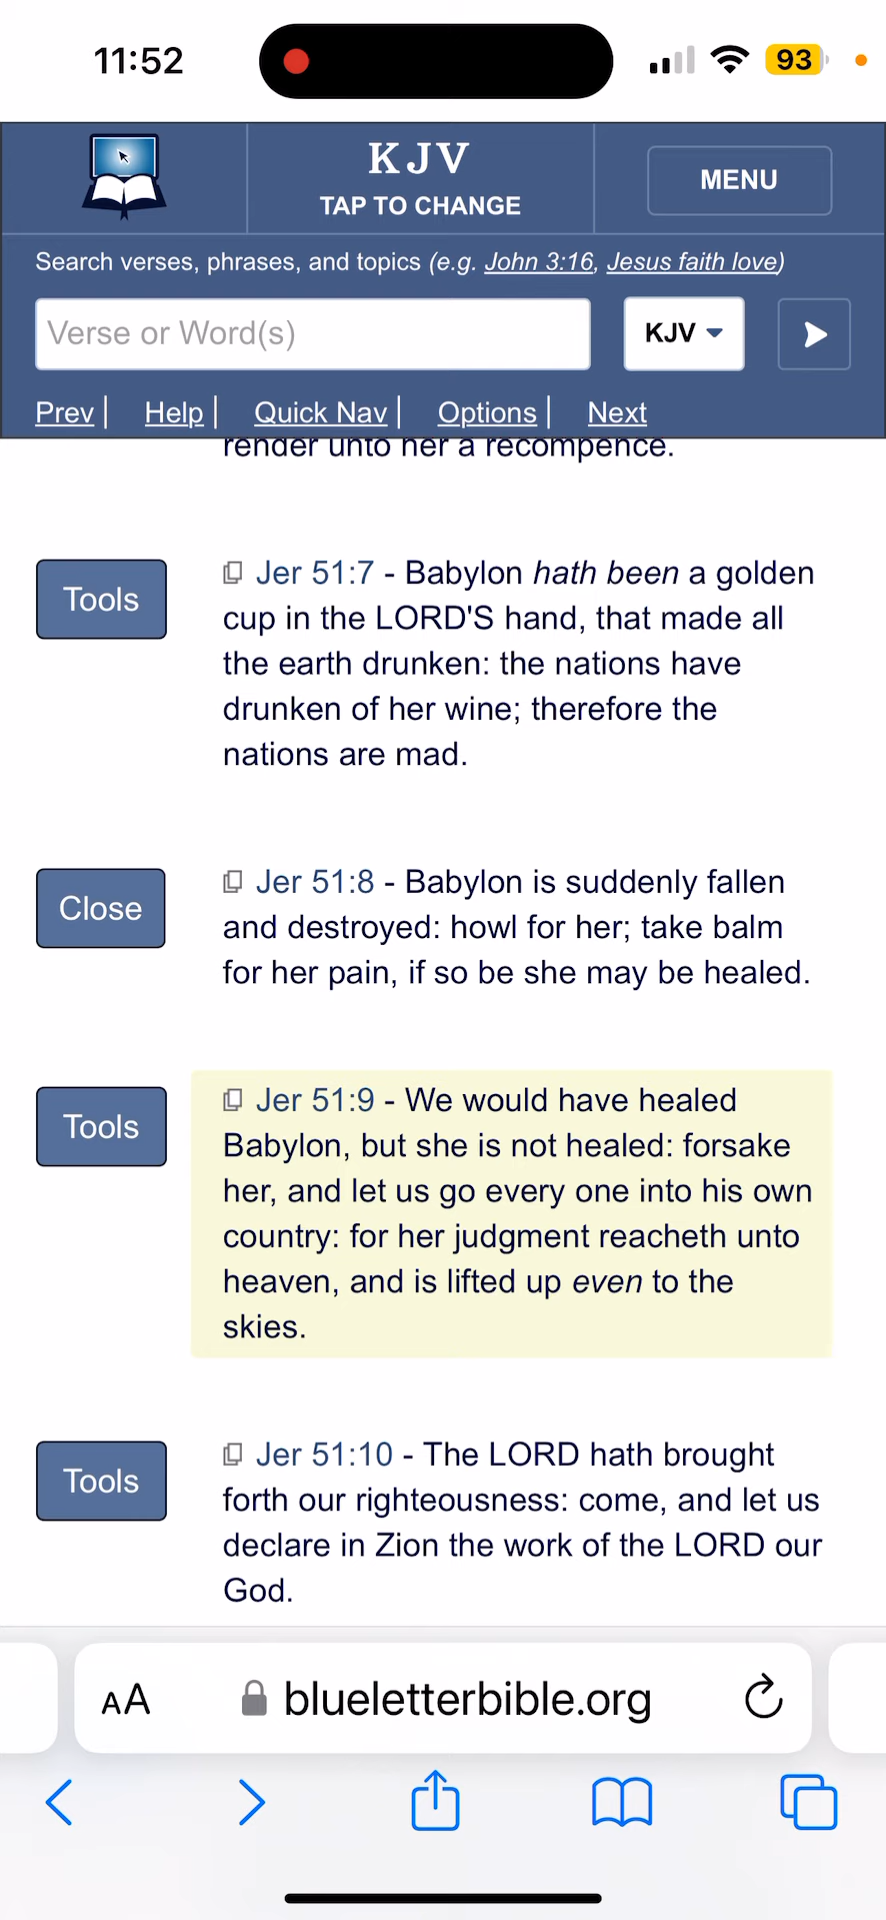 11:52
93
KJV
TAP TO CHANGE
MENU
Search verses, phrases, and topics (e.g. John 3:16, Jesus faith love)
Verse or Word(s)
KJV
Prev | Help | Quick Nav | Options | Next
render unto her a recompence.
Tools
Jer 51:7 - Babylon hath been a golden
cup in the LORD'S hand, that made all
the earth drunken: the nations have
drunken of her wine; therefore the
nations are mad.
Close
Jer 51:8 - Babylon is suddenly fallen
and destroyed: howl for her; take balm
for her pain, if so be she may be healed.
Tools
Jer 51:9 - We would have healed
Babylon, but she is not healed: forsake
her, and let us go every one into his own
country: for her judgment reacheth unto
heaven, and is lifted up even to the
skies.
Tools
Jer 51:10 - The LORD hath brought
forth our righteousness: come, and let us
declare in Zion the work of the LORD our
God.
AA blueletterbible.org